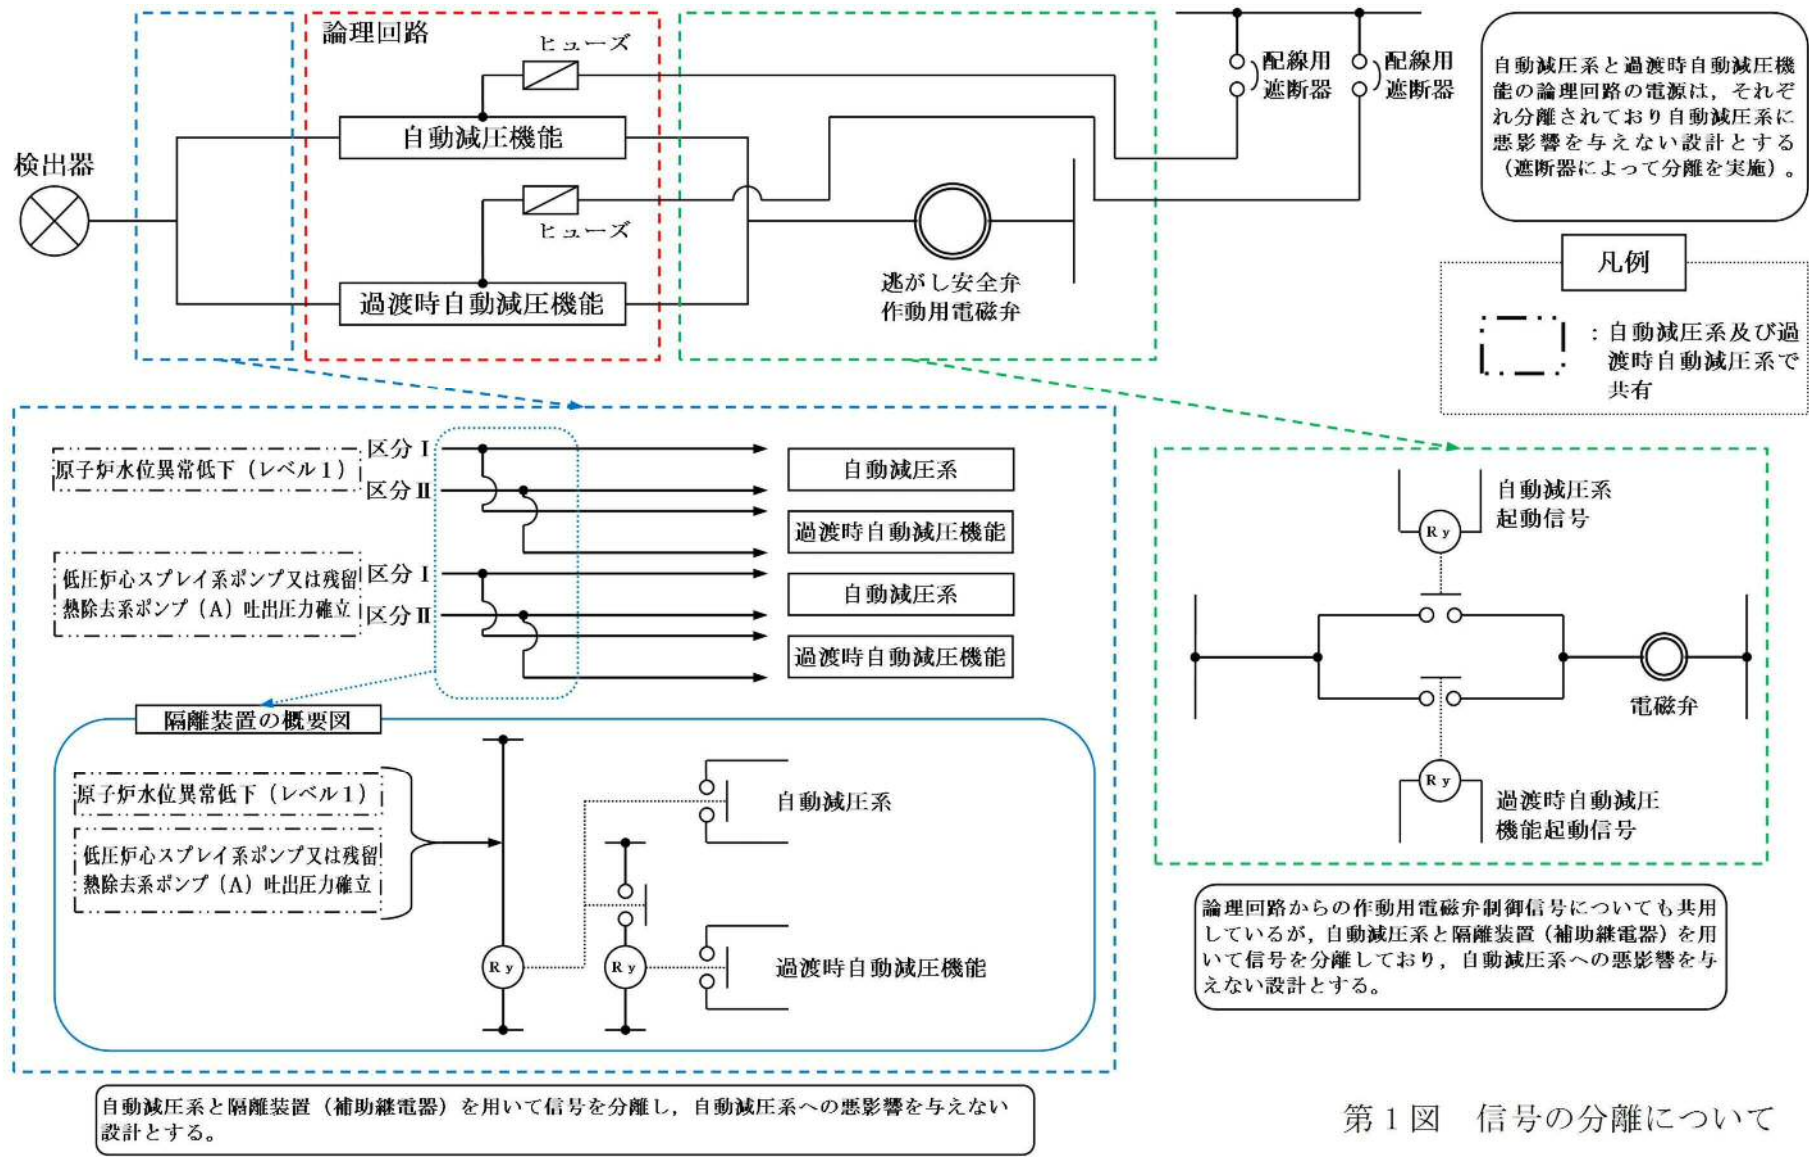 論理回路
ヒューズ
自動減圧機能
検出器
ヒューズ
過渡時自動減圧機能
逃がし安全弁
作動用電磁弁
配線用
遮断器
配線用
遮断器
自動減圧系と過渡時自動減圧機
能の論理回路の電源は，それぞ
れ分離されており自動減圧系に
悪影響を与えない設計とする
（遮断器によって分離を実施）。
凡例
：自動減圧系及び過
渡時自動減圧系で
共有
原子炉水位異常低下（レベル１）
区分Ⅰ
区分Ⅱ
自動減圧系
過渡時自動減圧機能
低圧炉心スプレイ系ポンプ又は残留
熱除去系ポンプ（A）吐出圧力確立
区分Ⅰ
区分Ⅱ
自動減圧系
過渡時自動減圧機能
隔離装置の概要図
原子炉水位異常低下（レベル１）
低圧炉心スプレイ系ポンプ又は残留
熱除去系ポンプ（A）吐出圧力確立
Ry
Ry
自動減圧系
過渡時自動減圧機能
自動減圧系と隔離装置（補助継電器）を用いて信号を分離し，自動減圧系への悪影響を与えない
設計とする。
自動減圧系
起動信号
Ry
電磁弁
Ry
過渡時自動減圧
機能起動信号
論理回路からの作動用電磁弁制御信号についても共用
しているが，自動減圧系と隔離装置（補助継電器）を用
いて信号を分離しており，自動減圧系への悪影響を与
えない設計とする。
第１図　信号の分離について